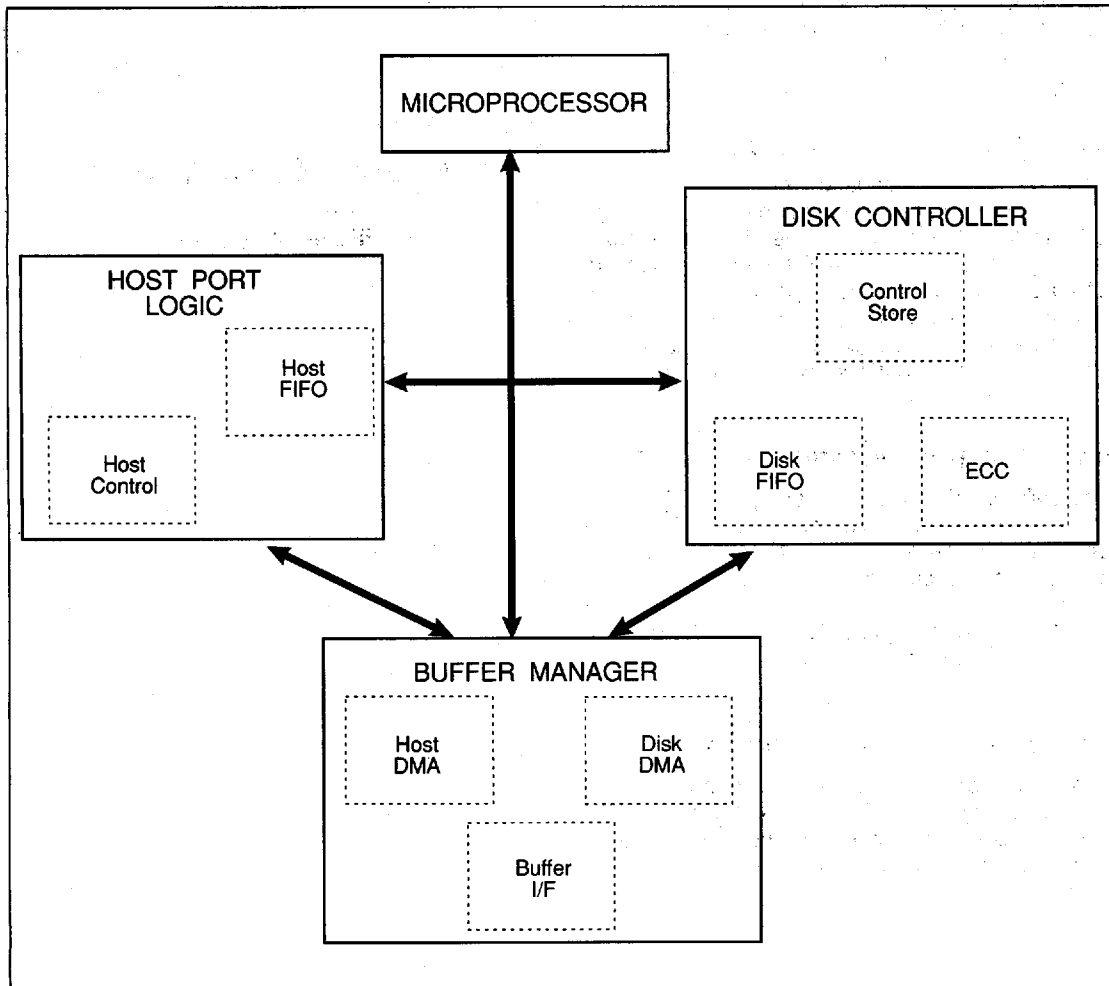 MICROPROCESSOR
DISK CONTROLLER
Control
Store
Disk
FIFO
ECC
HOST PORT
LOGIC
Host
FIFO
Host
Control
BUFFER MANAGER
Host
DMA
Disk
DMA
Buffer
I/F